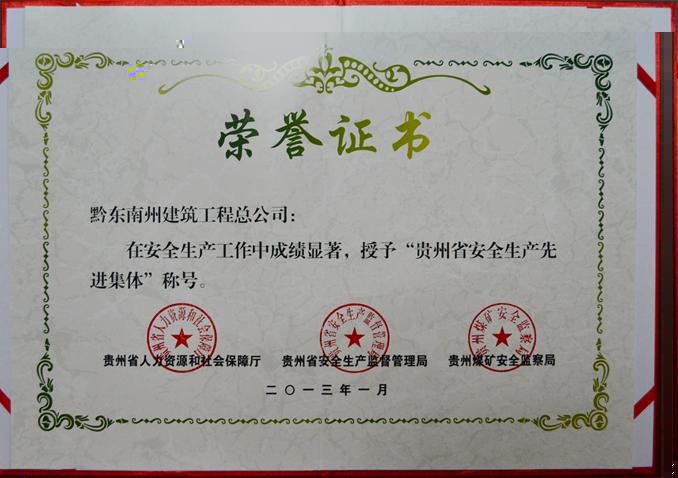 荣誉证书
黔东南州建筑工程总公司：
在安全生产工作中成绩显著，授予“贵州省安全生产先
进集体”称号。
贵州省人力资源和社会保障厅 贵州省安全生产监督管理局 贵州煤矿安全监察局
二〇一三年一月